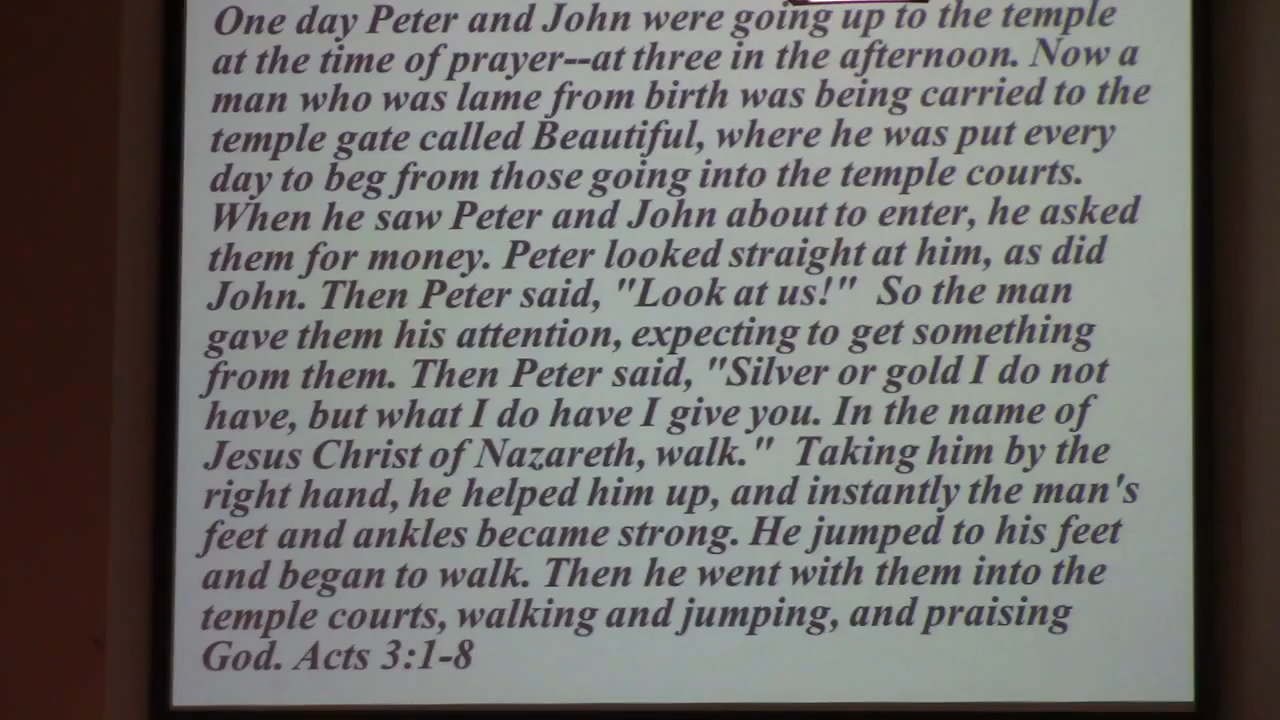 One day Peter and John were going up to the temple
at the time of prayer--at three in the afternoon. Now a
man who was lame from birth was being carried to the
temple gate called Beautiful, where he was put every
day to beg from those going into the temple courts.
When he saw Peter and John about to enter, he asked
them for money. Peter looked straight at him, as did
John. Then Peter said, "Look at us!"  So the man
gave them his attention, expecting to get something
from them. Then Peter said, "Silver or gold I do not
have, but what I do have I give you. In the name of
Jesus Christ of Nazareth, walk."  Taking him by the
right hand, he helped him up, and instantly the man's
feet and ankles became strong. He jumped to his feet
and began to walk. Then he went with them into the
temple courts, walking and jumping, and praising
God. Acts 3:1-8